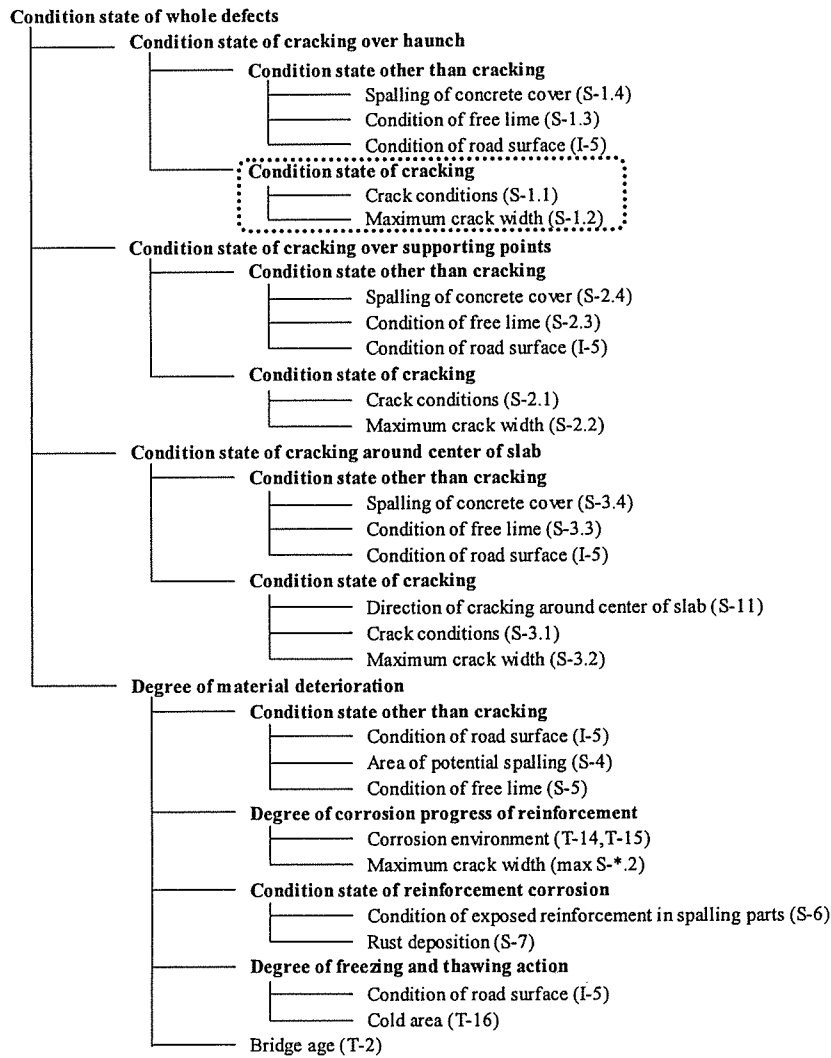 Condition state of whole defects
Condition state of cracking over haunch
Condition state other than cracking
Spalling of concrete cover (S-1.4)
Condition of free lime (S-1.3)
Condition of road surface (I-5)
Condition state of cracking
Crack conditions (S-1.1)
Maximum crack width (S-1.2)
Condition state of cracking over supporting points
Condition state other than cracking
Spalling of concrete cover (S-2.4)
Condition of free lime (S-2.3)
Condition of road surface (I-5)
Condition state of cracking
Crack conditions (S-2.1)
Maximum crack width (S-2.2)
Condition state of cracking around center of slab
Condition state other than cracking
Spalling of concrete cover (S-3.4)
Condition of free lime (S-3.3)
Condition of road surface (I-5)
Condition state of cracking
Direction of cracking around center of slab (S-11)
Crack conditions (S-3.1)
Maximum crack width (S-3.2)
Degree of material deterioration
Condition state other than cracking
Condition of road surface (I-5)
Area of potential spalling (S-4)
Condition of free lime (S-5)
Degree of corrosion progress of reinforcement
Corrosion environment (T-14,T-15)
Maximum crack width (max S-*.2)
Condition state of reinforcement corrosion
Condition of exposed reinforcement in spalling parts (S-6)
Rust deposition (S-7)
Degree of freezing and thawing action
Condition of road surface (I-5)
Cold area (T-16)
Bridge age (T-2)